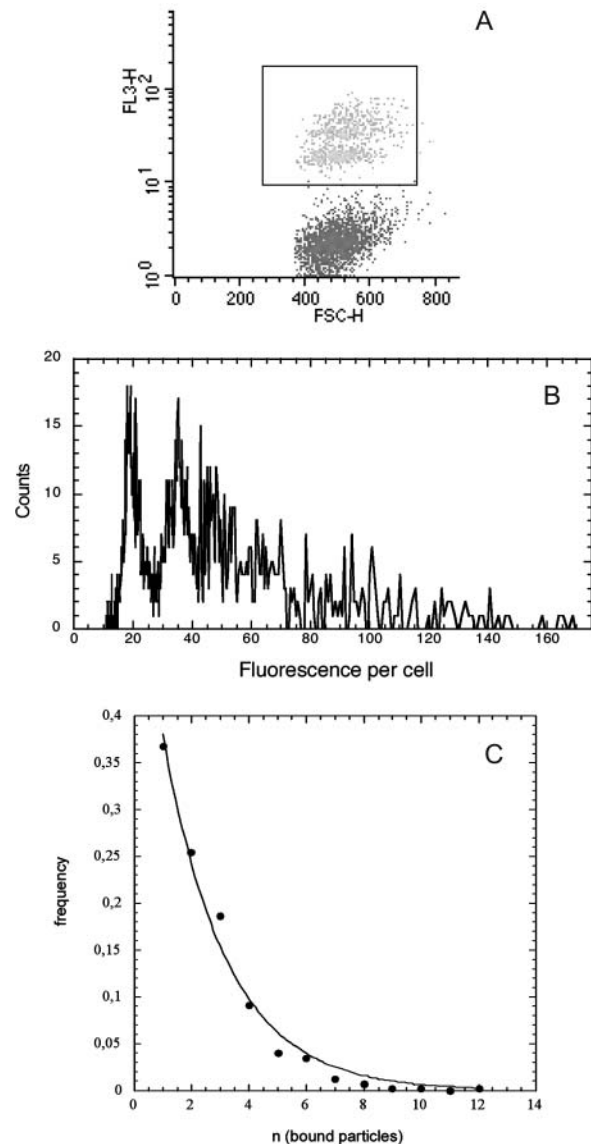 A
FL3-H
10^2
10^1
10^0
0 200 400 600 800
FSC-H
B
20
15
10
5
0
Counts
0 20 40 60 80 100 120 140 160
Fluorescence per cell
C
0,4
0,35
0,3
0,25
0,2
0,15
0,1
0,05
0
frequency
0 2 4 6 8 10 12 14
n (bound particles)